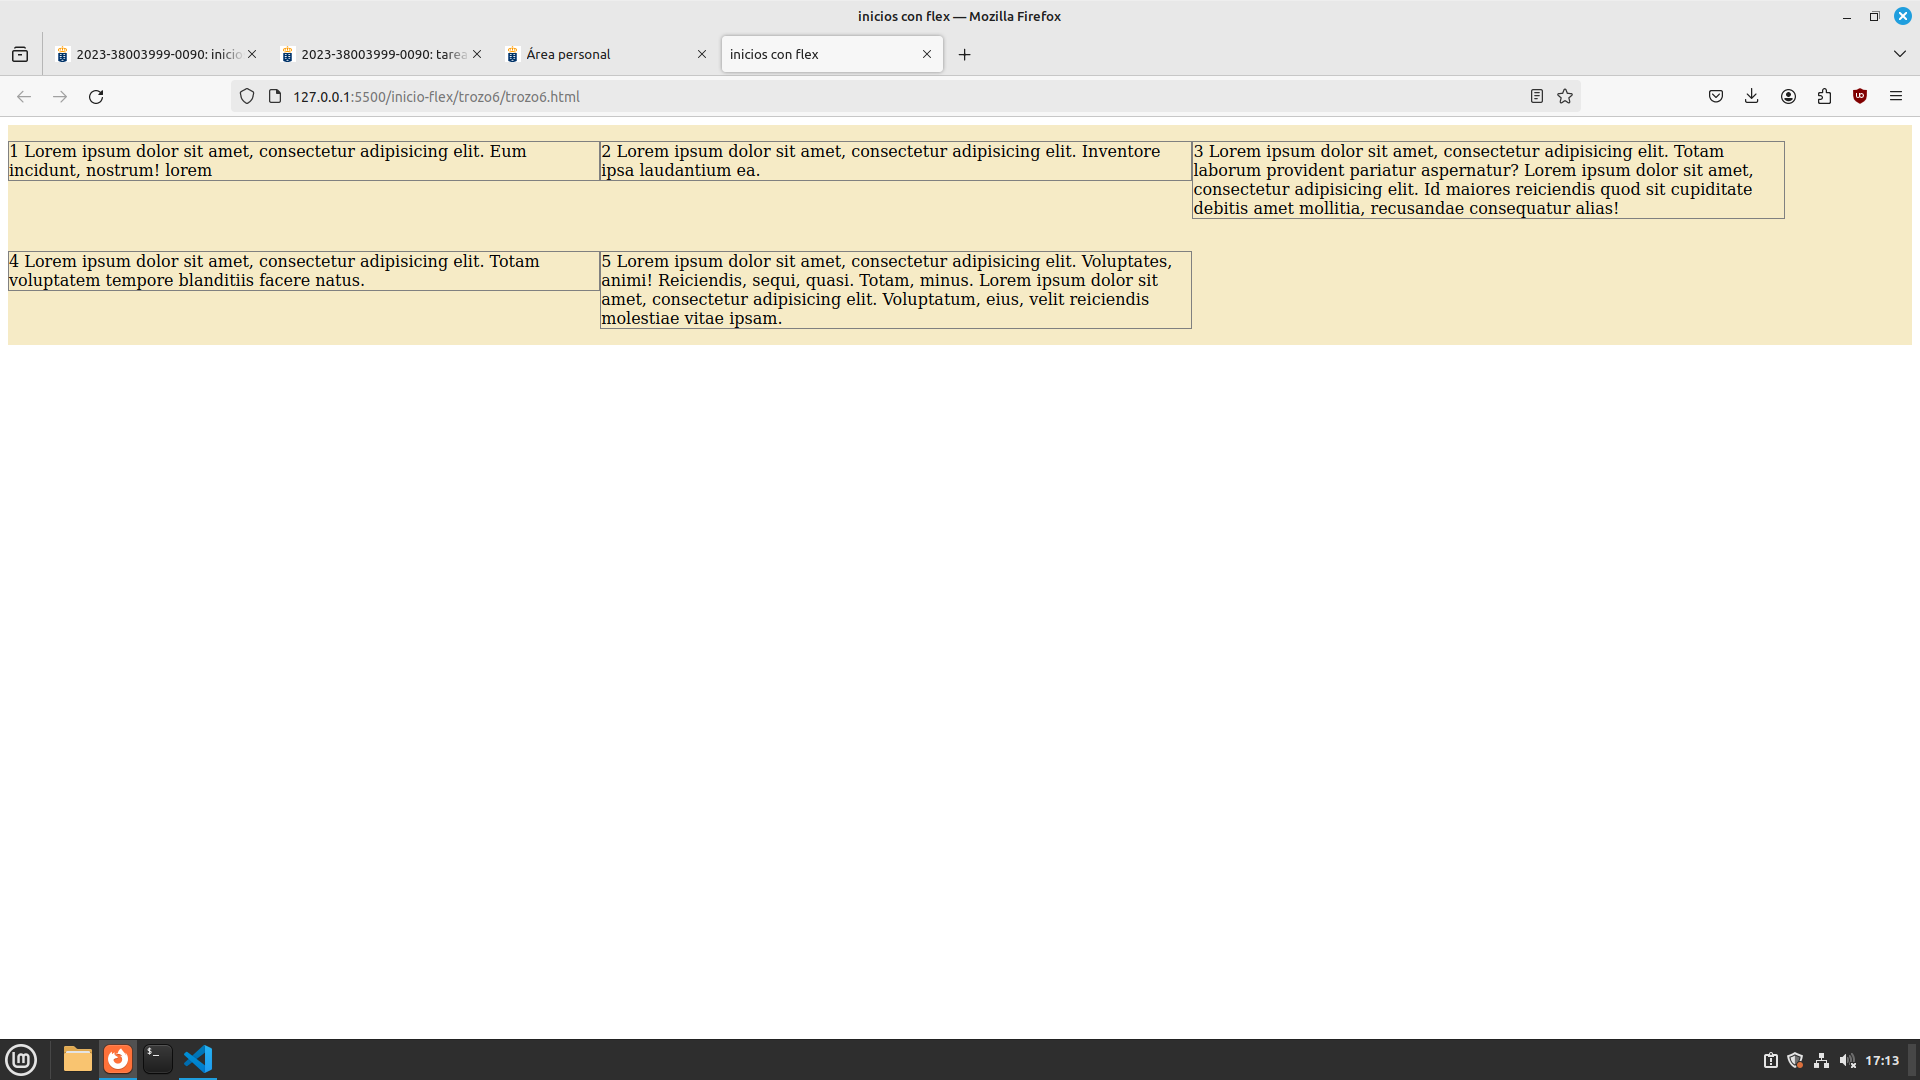 inicios con flex — Mozilla Firefox
2023-38003999-0090: inicio
2023-38003999-0090: tarea
Área personal
inicios con flex
127.0.0.1:5500/inicio-flex/trozo6/trozo6.html
1 Lorem ipsum dolor sit amet, consectetur adipisicing elit. Eum
incidunt, nostrum! lorem
2 Lorem ipsum dolor sit amet, consectetur adipisicing elit. Inventore
ipsa laudantium ea.
3 Lorem ipsum dolor sit amet, consectetur adipisicing elit. Totam
laborum provident pariatur aspernatur? Lorem ipsum dolor sit amet,
consectetur adipisicing elit. Id maiores reiciendis quod sit cupiditate
debitis amet mollitia, recusandae consequatur alias!
4 Lorem ipsum dolor sit amet, consectetur adipisicing elit. Totam
voluptatem tempore blanditiis facere natus.
5 Lorem ipsum dolor sit amet, consectetur adipisicing elit. Voluptates,
animi! Reiciendis, sequi, quasi. Totam, minus. Lorem ipsum dolor sit
amet, consectetur adipisicing elit. Voluptatum, eius, velit reiciendis
molestiae vitae ipsam.
17:13